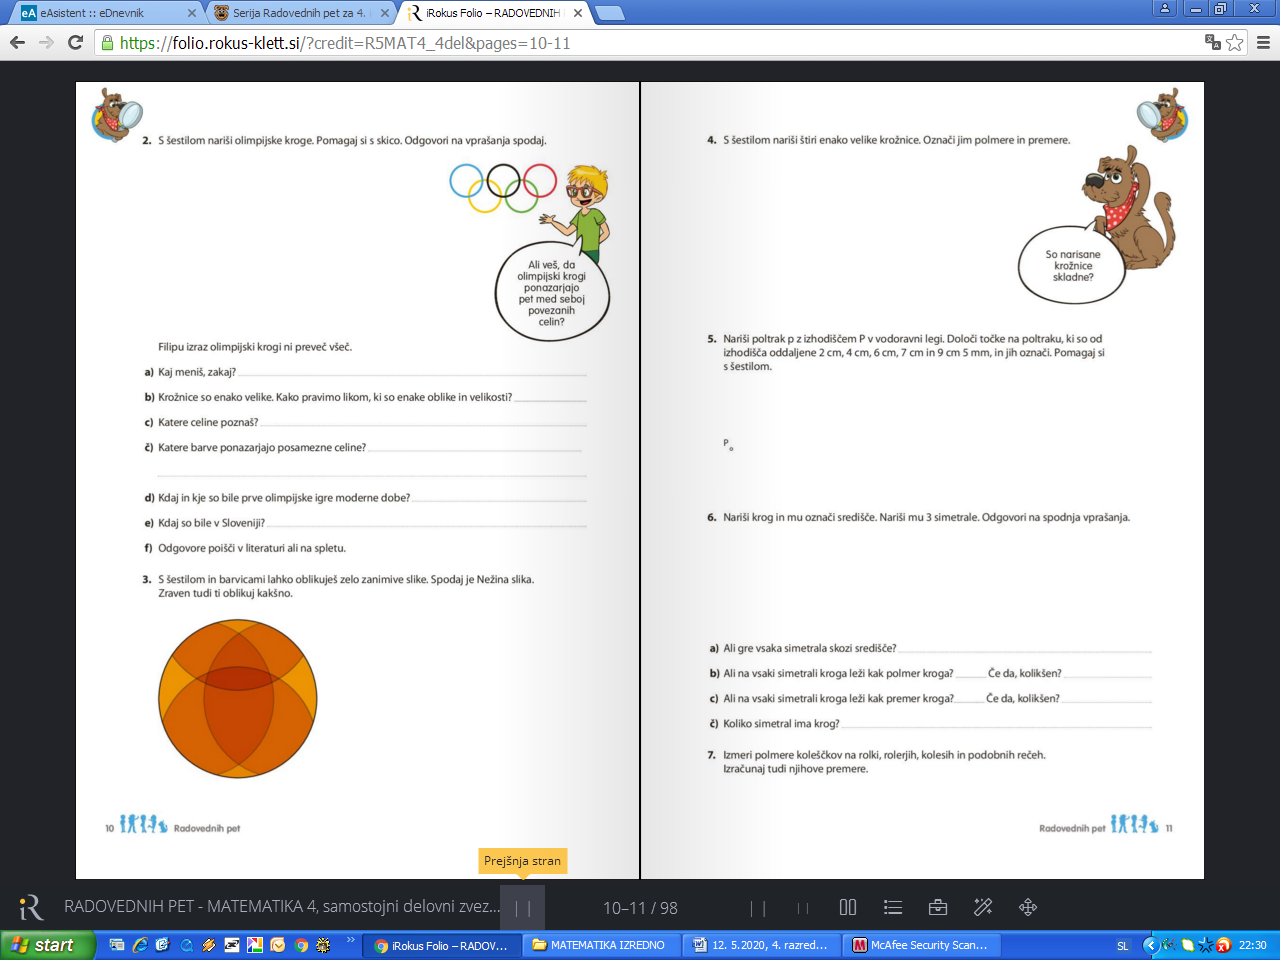 eAsistent :: eDnevnik
Serija Radovednih pet za 4.
iRokus Folio – RADOVEDNIH
https://folio.rokus-klett.si/?credit=R5MAT4_4del&pages=10-11
2. S šestilom nariši olimpijske kroge. Pomagaj si s skico. Odgovori na vprašanja spodaj.
Ali veš, da
olimpijski krogi
ponazarjajo
pet med seboj
povezanih
celin?
Filipu izraz olimpijski krogi ni preveč všeč.
a) Kaj meniš, zakaj?
b) Krožnice so enako velike. Kako pravimo likom, ki so enake oblike in velikosti?
c) Katere celine poznaš?
č) Katere barve ponazarjajo posamezne celine?
d) Kdaj in kje so bile prve olimpijske igre moderne dobe?
e) Kdaj so bile v Sloveniji?
f) Odgovore poišči v literaturi ali na spletu.
3. S šestilom in barvicami lahko oblikuješ zelo zanimive slike. Spodaj je Nežina slika.
Zraven tudi ti oblikuj kakšno.
10 Radovednih pet
4. S šestilom nariši štiri enako velike krožnice. Označi jim polmere in premere.
So narisane
krožnice
skladne?
5. Nariši poltrak p z izhodiščem P v vodoravni legi. Določi točke na poltraku, ki so od
izhodišča oddaljene 2 cm, 4 cm, 6 cm, 7 cm in 9 cm 5 mm, in jih označi. Pomagaj si
s šestilom.
P
6. Nariši krog in mu označi središče. Nariši mu 3 simetrale. Odgovori na spodnja vprašanja.
a) Ali gre vsaka simetrala skozi središče?
b) Ali na vsaki simetrali kroga leži kak polmer kroga? Če da, kolikšen?
c) Ali na vsaki simetrali kroga leži kak premer kroga? Če da, kolikšen?
č) Koliko simetral ima krog?
7. Izmeri polmere koleščkov na rolki, rolerjih, kolesih in podobnih rečeh.
Izračunaj tudi njihove premere.
Radovednih pet 11
Prejšnja stran
iR RADOVEDNIH PET - MATEMATIKA 4, samostojni delovni zvez... 10–11 / 98
start iRokus Folio – RADOV... MATEMATIKA IZREDNO 12. 5.2020, 4. razred... McAfee Security Scan... SL 22:30